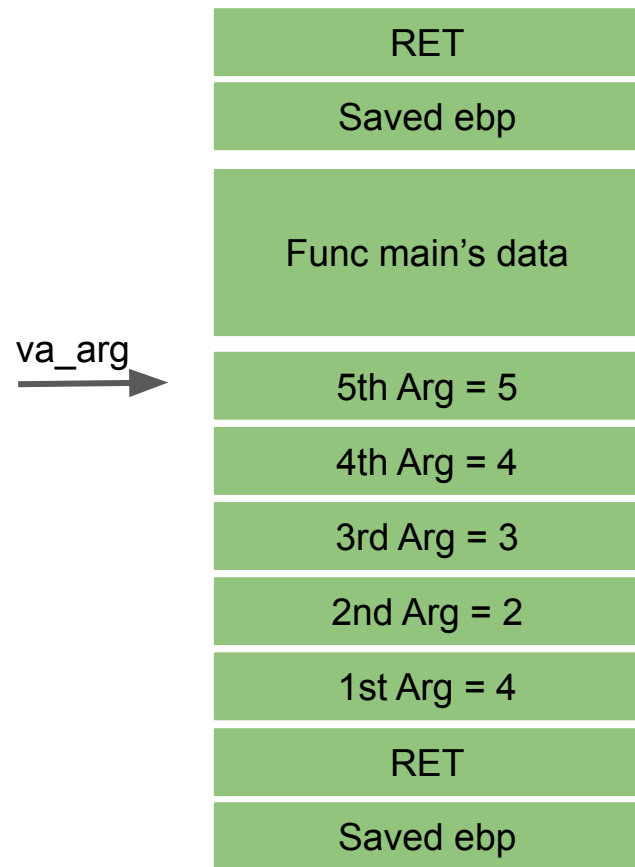 RET
Saved ebp
Func main’s data
va_arg
5th Arg = 5
4th Arg = 4
3rd Arg = 3
2nd Arg = 2
1st Arg = 4
RET
Saved ebp